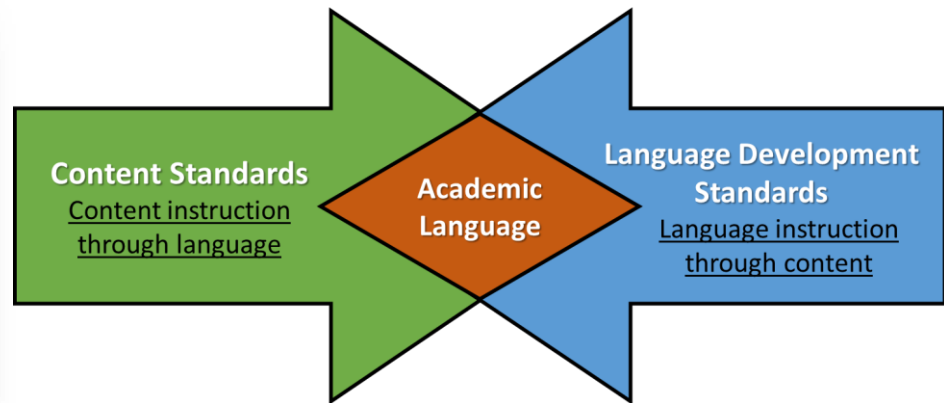 Content Standards
Content instruction
through language
Academic
Language
Language Development
Standards
Language instruction
through content